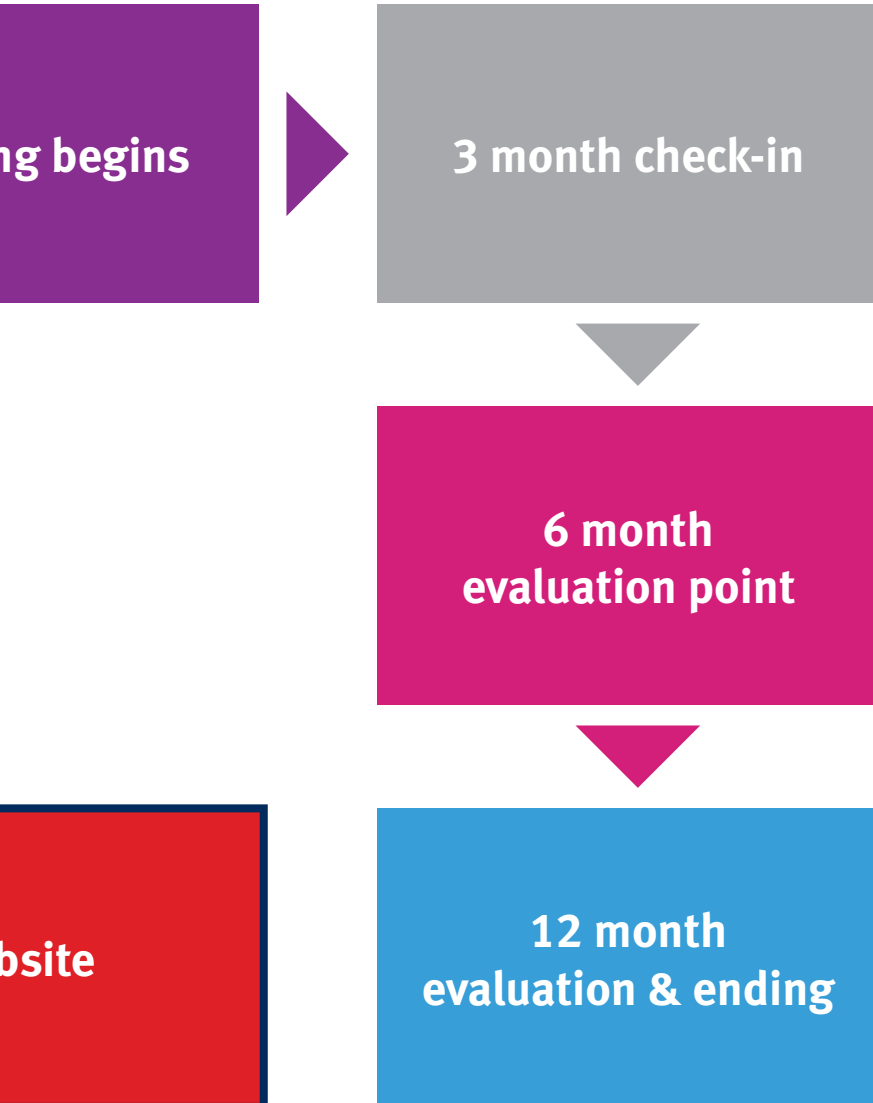 ng begins
3 month check-in
6 month
evaluation point
bsite
12 month
evaluation & ending